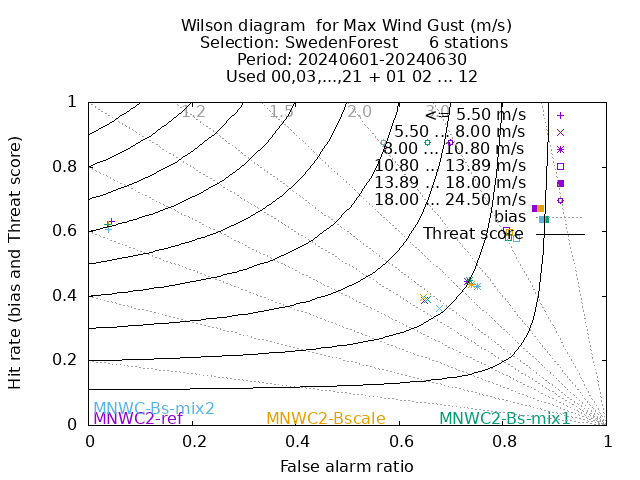 Wilson diagram  for Max Wind Gust (m/s)
Selection: SwedenForest      6 stations
Period: 20240601-20240630
Used 00,03,...,21 + 01 02 ... 12
1.2 1.5 2.0 3.0
<= 5.50 m/s
5.50 ... 8.00 m/s
8.00 ... 10.80 m/s
10.80 ... 13.89 m/s
13.89 ... 18.00 m/s
18.00 ... 24.50 m/s
bias
Threat score
1
0.8
0.6
0.4
0.2
0
Hit rate (bias and Threat score)
MNWC-Bs-mix2
MNWC2-ref MNWC2-Bscale MNWC2-Bs-mix1
0 0.2 0.4 0.6 0.8 1
False alarm ratio